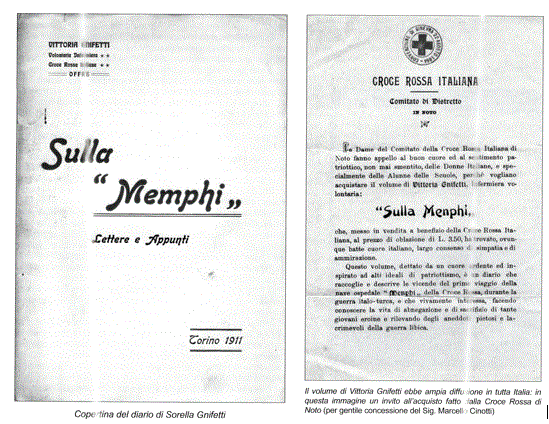 VITTORIA GNIFETTI
Croce Rossa Italiana
OFFRE
Sulla
“Memphi„
Lettere e Appunti
Torino 1911
Copertina del diario di Sorella Gnifetti
CROCE ROSSA ITALIANA
Comitato di Distretto
IN NOTO
Le Dame del Comitato della Croce Rossa Italiana di
Noto fanno appello al buon cuore ed al sentimento pa-
triottico, non mai smentito, delle Donne Italiane, e spe-
cialmente delle Alunne delle Scuole, perché vogliano
acquistare il volume di Vittoria Gnifetti, infermiera vo-
lontaria:
“Sulla Menphi„
che, messo in vendita a benefizio della Croce Rossa Ita-
liana, al prezzo di oblazione di L. 3,50, ha trovato, ovun-
que batte cuore italiano, largo consenso di simpatia e di
ammirazione.
Questo volume, dettato da un cuore ardente ed in-
spirato ad alti ideali di patriottismo, è un diario che
raccoglie e descrive le vicende del primo viaggio della
nave ospedale “Memphi„ della Croce Rossa, durante la
guerra italo-turca, e che vivamente interessa, facendo
conoscere la vita di abnegazione e di sacrifizio di tante
giovani eroine e rilevando degli aneddoti pietosi e la-
crimevoli della guerra libica.
Il volume di Vittoria Gnifetti ebbe ampia diffusione in tutta Italia: in
questa immagine un invito all'acquisto fatto dalla Croce Rossa di
Noto (per gentile concessione del Sig. Marcello Cinotti)